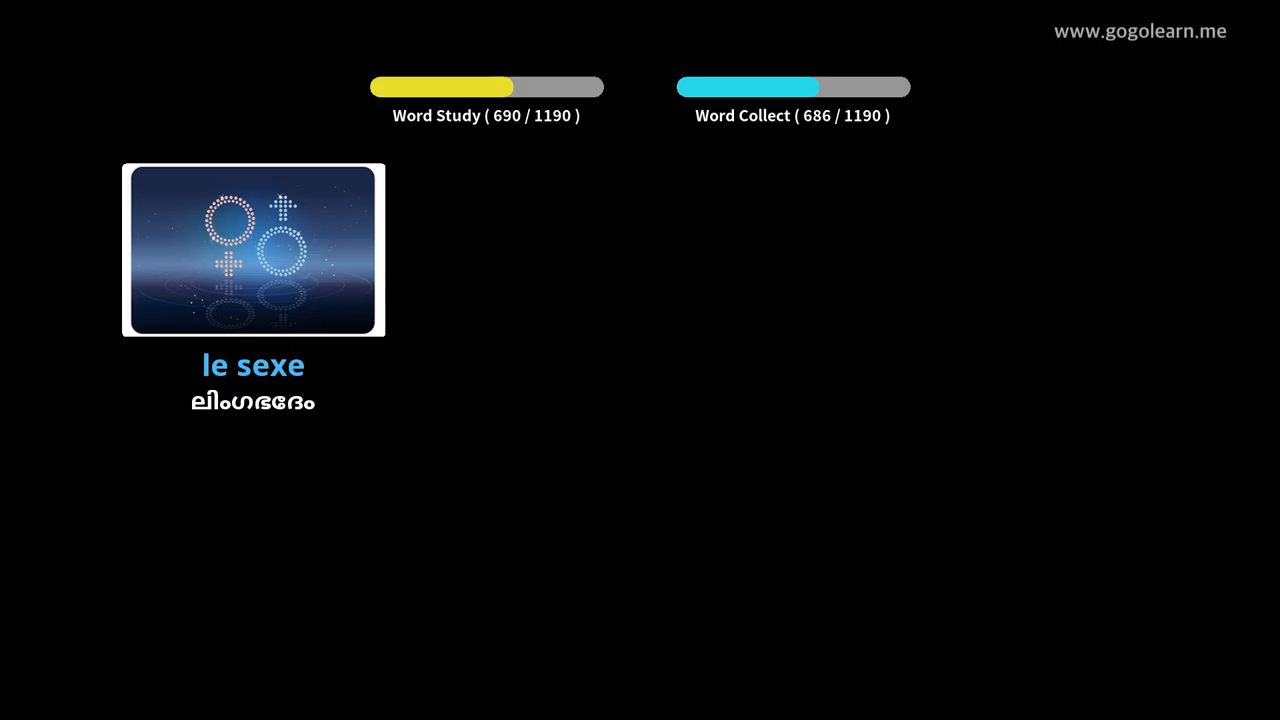 www.gogolearn.me
Word Study ( 690 / 1190 )
Word Collect ( 686 / 1190 )
le sexe
ലിംഗഭേദം